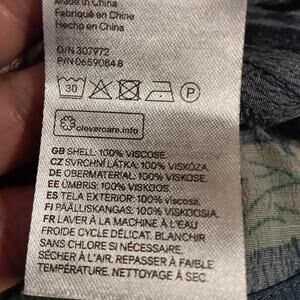 Made in China
Fabriqué en Chine
Hecho en China
O/N 307972
P/N 06590848
30
P
clevercare.info
GB SHELL: 100% VISCOSE.
CZ SVRCHNÍ LÁTKA: 100% VISKÓZA.
DE OBERMATERIAL: 100% VISKOSE.
EE ÜMBRIS: 100% VISKOOS.
ES TELA EXTERIOR: 100% VISCOSA.
FI PÄÄLLISKANGAS: 100% VISKOOSIA.
FR LAVER À LA MACHINE À L'EAU
FROIDE CYCLE DÉLICAT. BLANCHIR
SANS CHLORE SI NÉCESSAIRE.
SÉCHER À L'AIR. REPASSER À FAIBLE
TEMPÉRATURE. NETTOYAGE À SEC